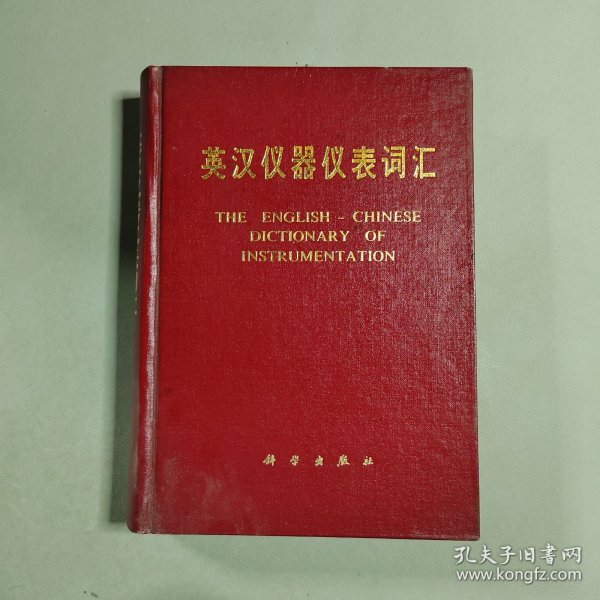 英汉仪器仪表词汇
THE ENGLISH - CHINESE
DICTIONARY OF
INSTRUMENTATION
科学出版社
孔夫子旧书网
www.kongfz.com